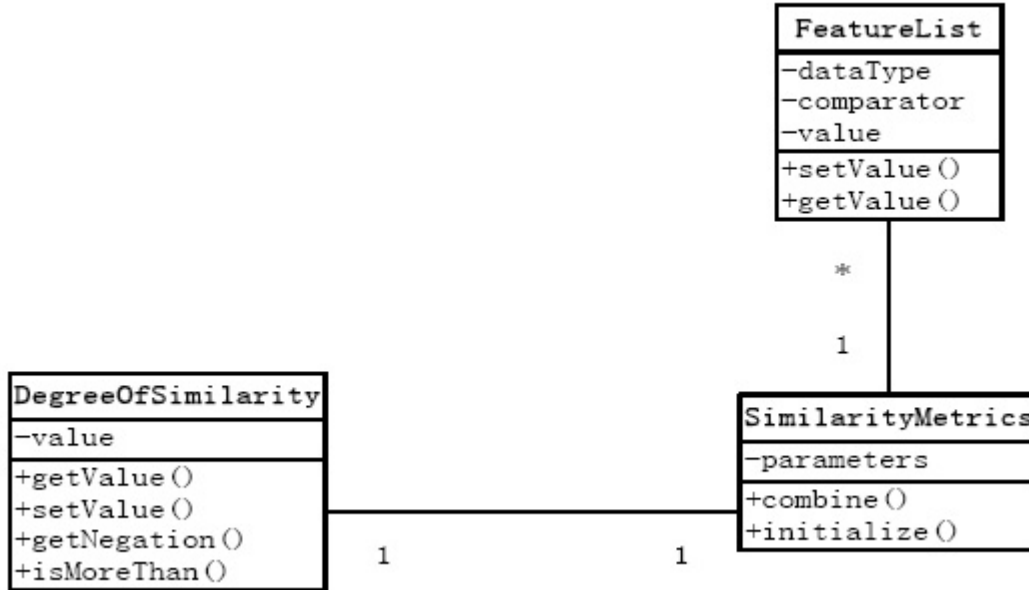 FeatureList
-dataType
-comparator
-value
+setValue()
+getValue()
*
1
DegreeOfSimilarity
-value
+getValue()
+setValue()
+getNegation()
+isMoreThan()
SimilarityMetrics
-parameters
+combine()
+initialize()
1
1